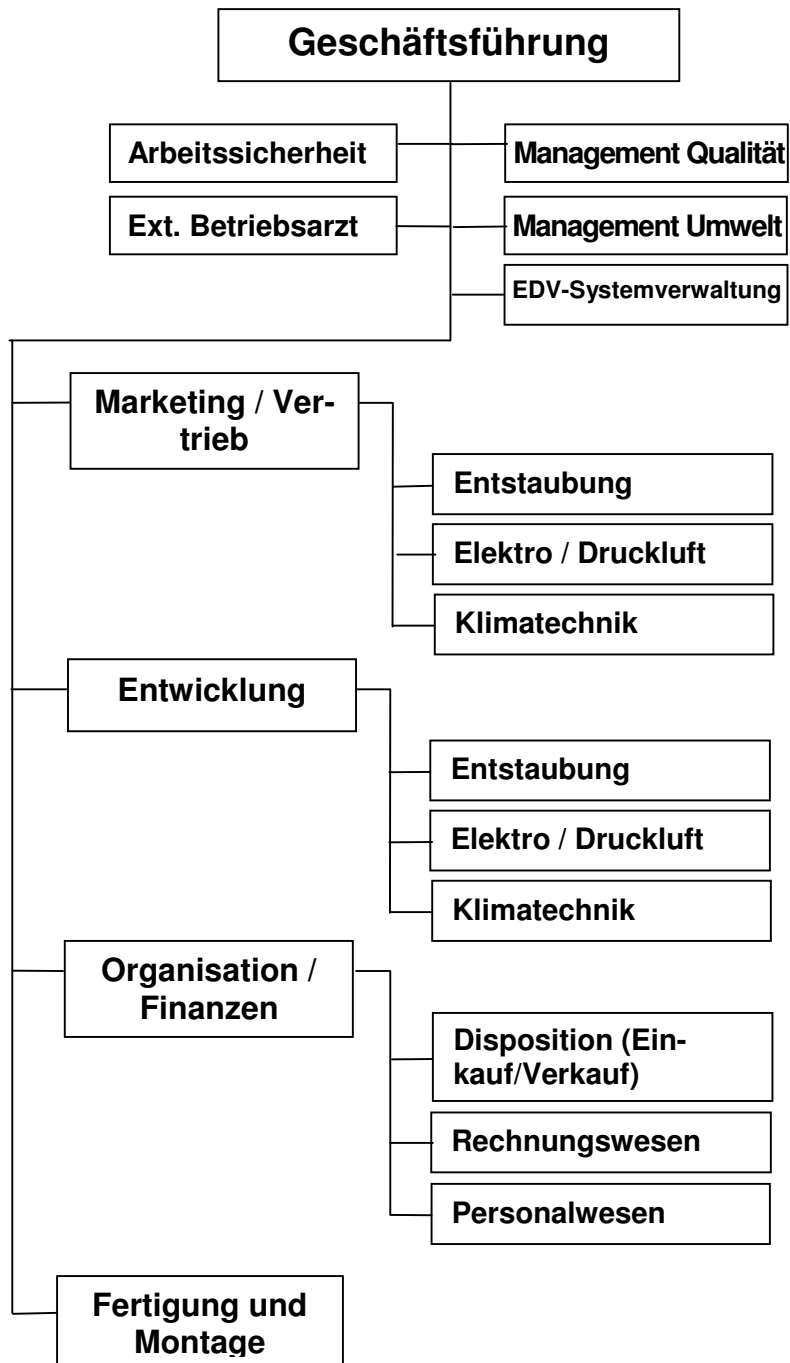 Geschäftsführung
Arbeitssicherheit
Management Qualität
Ext. Betriebsarzt
Management Umwelt
EDV-Systemverwaltung
Marketing / Ver-
trieb
Entstaubung
Elektro / Druckluft
Klimatechnik
Entwicklung
Entstaubung
Elektro / Druckluft
Klimatechnik
Organisation /
Finanzen
Disposition (Ein-
kauf/Verkauf)
Rechnungswesen
Personalwesen
Fertigung und
Montage